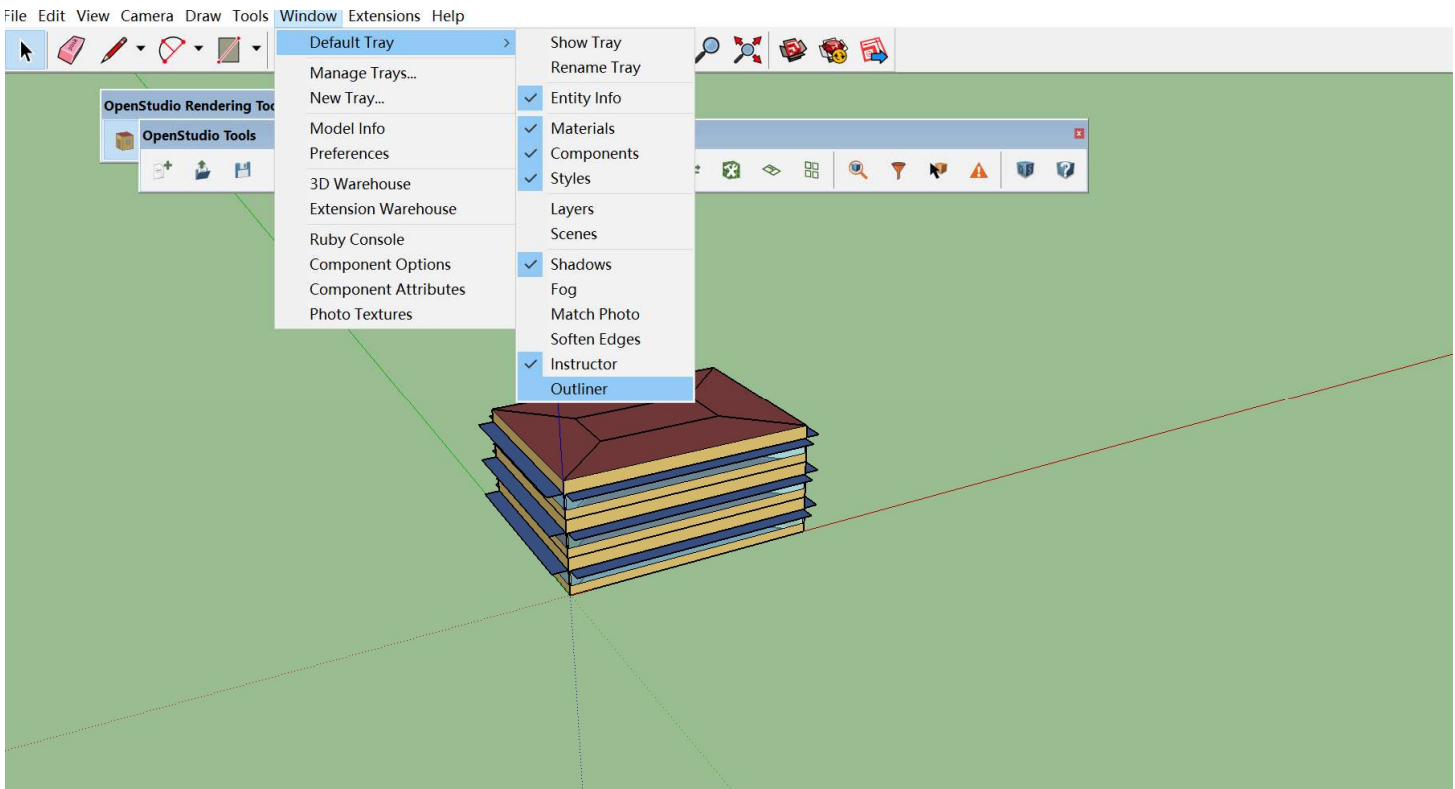 File Edit View Camera Draw Tools Window Extensions Help
Default Tray
Manage Trays...
New Tray...
Model Info
Preferences
3D Warehouse
Extension Warehouse
Ruby Console
Component Options
Component Attributes
Photo Textures
Show Tray
Rename Tray
Entity Info
Materials
Components
Styles
Layers
Scenes
Shadows
Fog
Match Photo
Soften Edges
Instructor
Outliner
OpenStudio Rendering Too
OpenStudio Tools